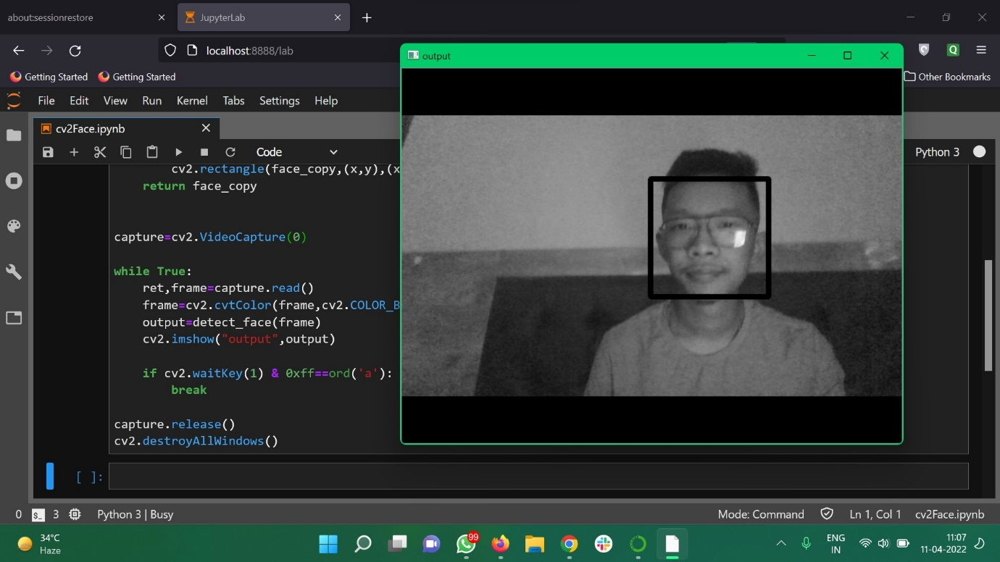 about:sessionrestore
JupyterLab
localhost:8888/lab
Getting Started
Getting Started
Other Bookmarks
File Edit View Run Kernel Tabs Settings Help
cv2Face.ipynb
Code
Python 3
output
cv2.rectangle(face_copy,(x,y),(x
return face_copy
capture=cv2.VideoCapture(0)
while True:
ret,frame=capture.read()
frame=cv2.cvtColor(frame,cv2.COLOR_B
output=detect_face(frame)
cv2.imshow("output",output)
if cv2.waitKey(1) & 0xff==ord('a'):
break
capture.release()
cv2.destroyAllWindows()
[ ]:
0 $_ 3 Python 3 | Busy
Mode: Command Ln 1, Col 1 cv2Face.ipynb
34°C
Haze
99
ENG
IN
11:07
11-04-2022